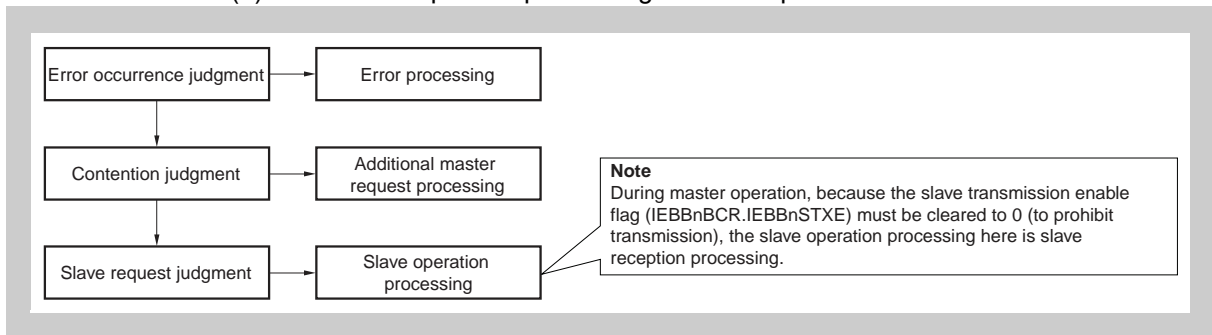 Error occurrence judgment
Error processing
Contention judgment
Additional master
request processing
Note
During master operation, because the slave transmission enable
flag (IEBBnBCR.IEBBnSTXE) must be cleared to 0 (to prohibit
transmission), the slave operation processing here is slave
reception processing.
Slave request judgment
Slave operation
processing